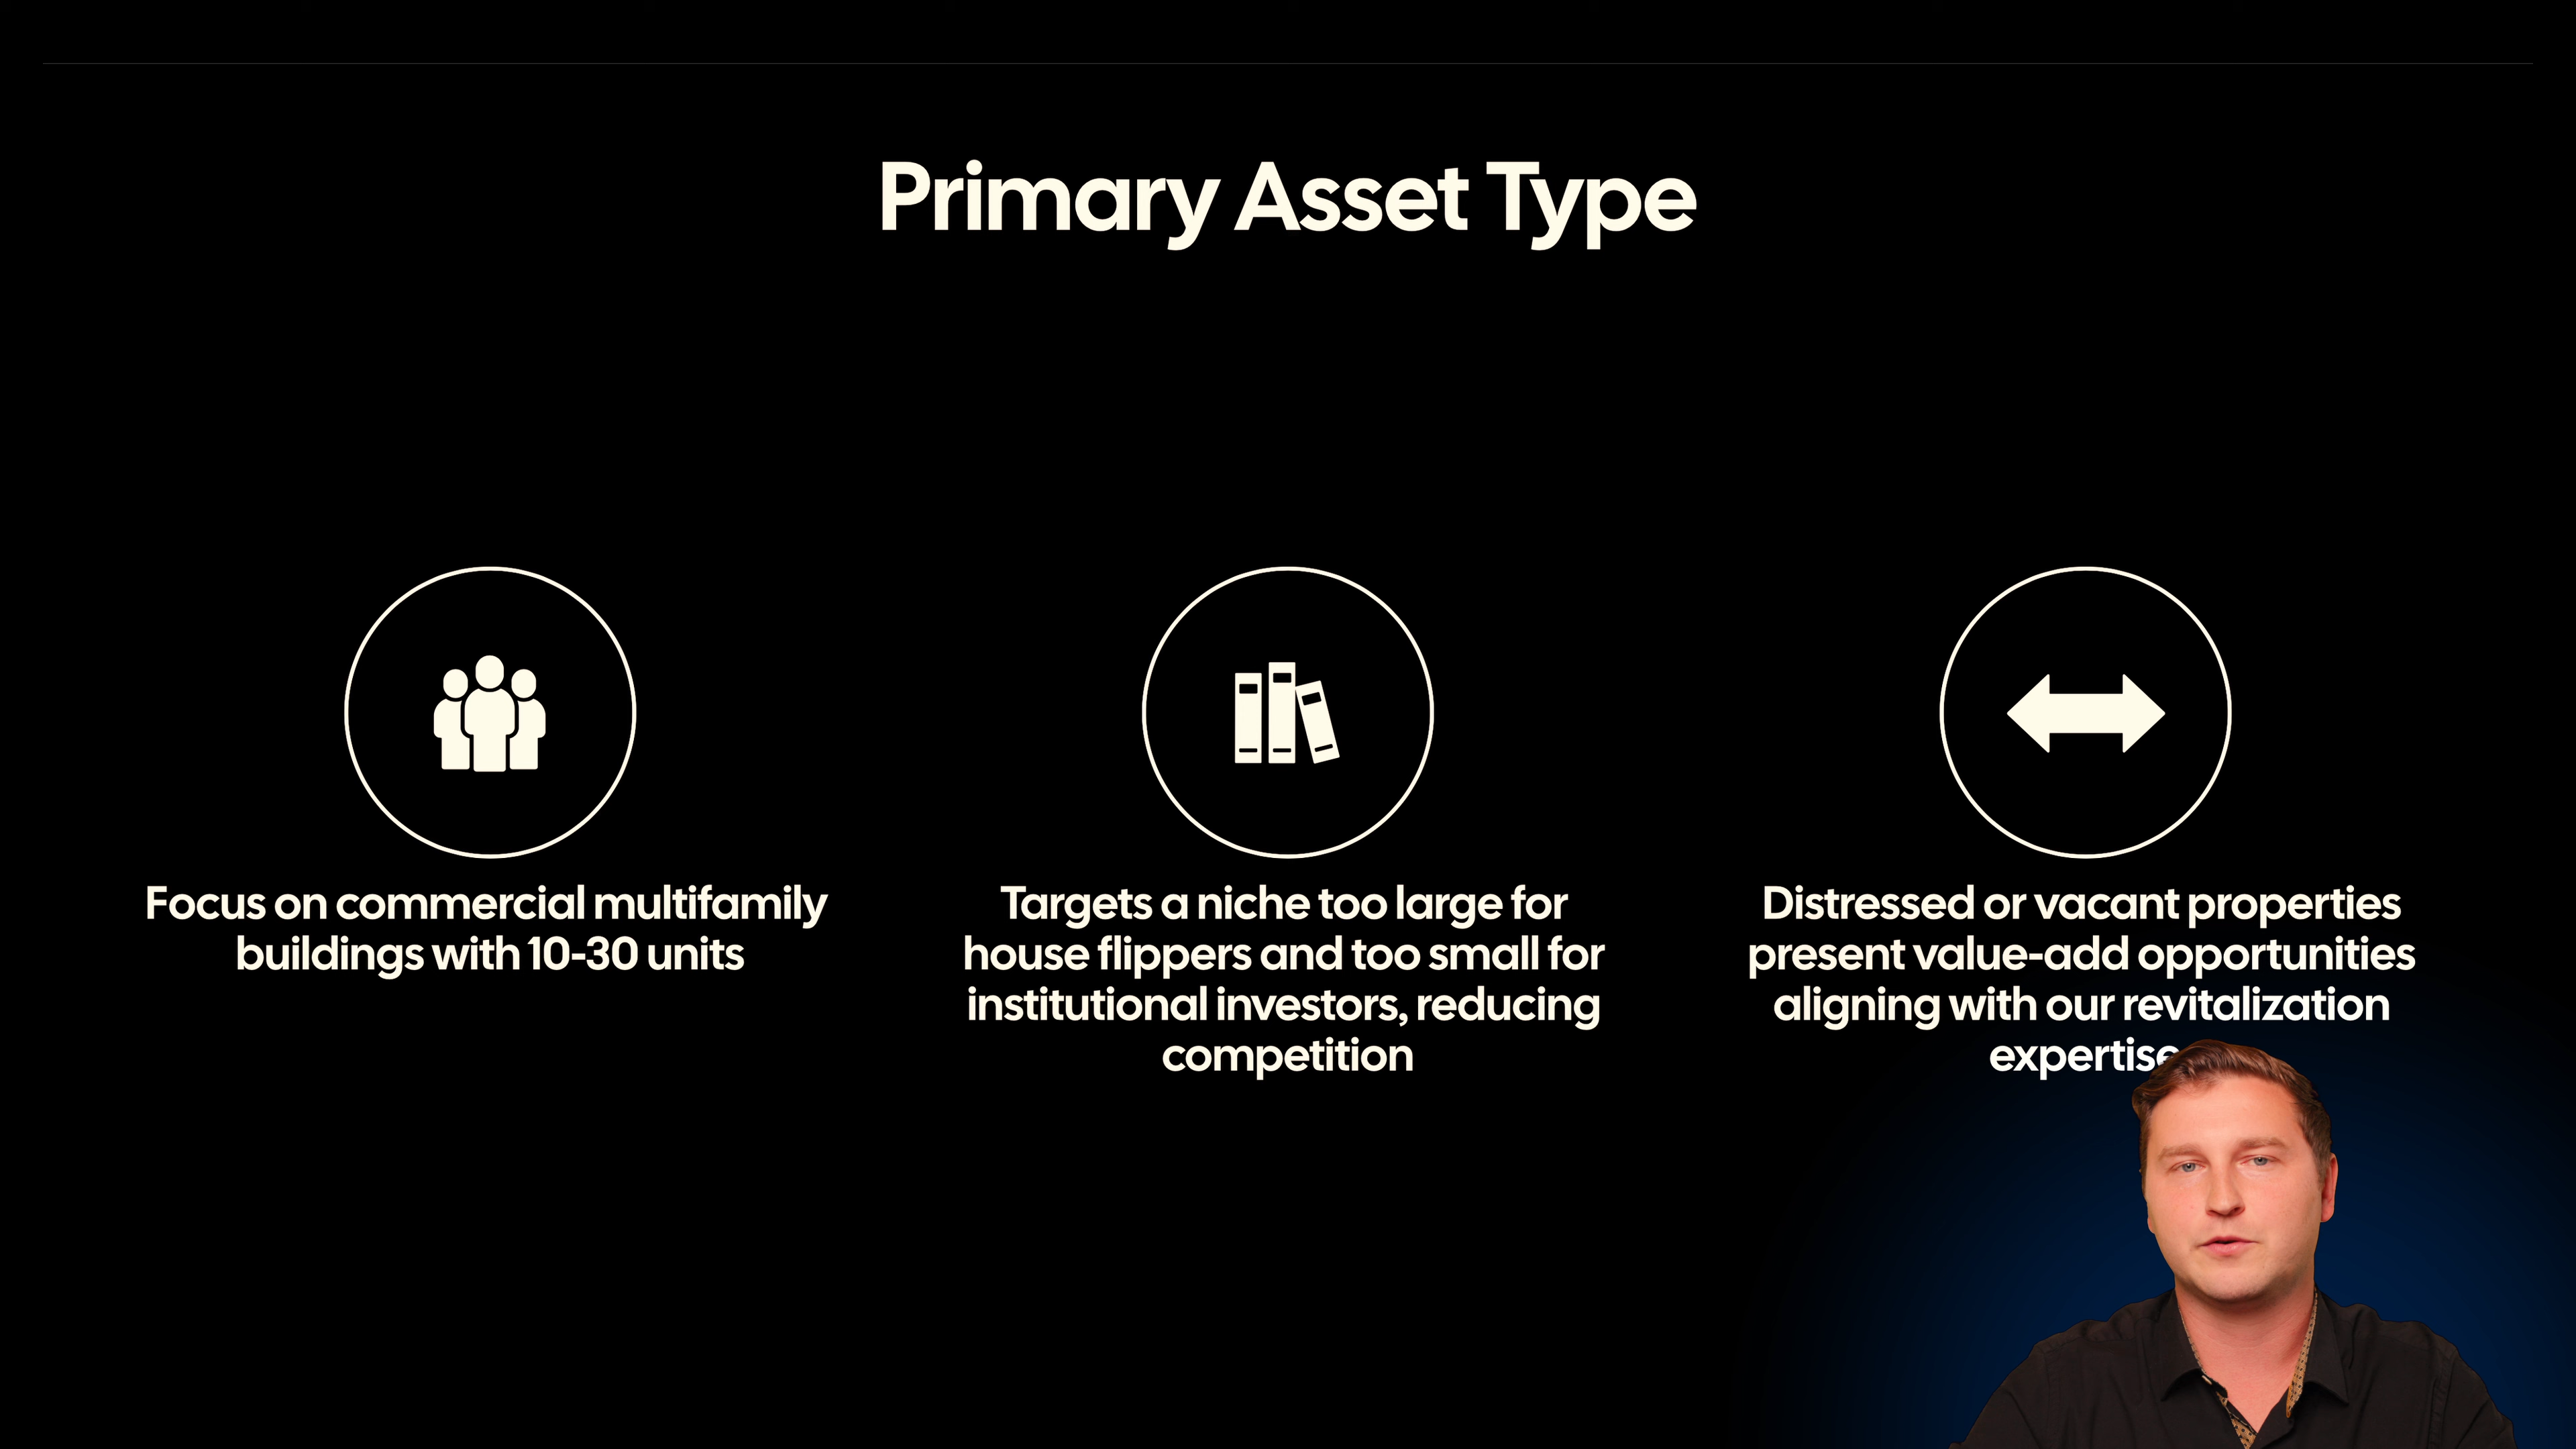 Primary Asset Type
Focus on commercial multifamily
buildings with 10-30 units
Targets a niche too large for
house flippers and too small for
institutional investors, reducing
competition
Distressed or vacant properties
present value-add opportunities
aligning with our revitalization
expertise